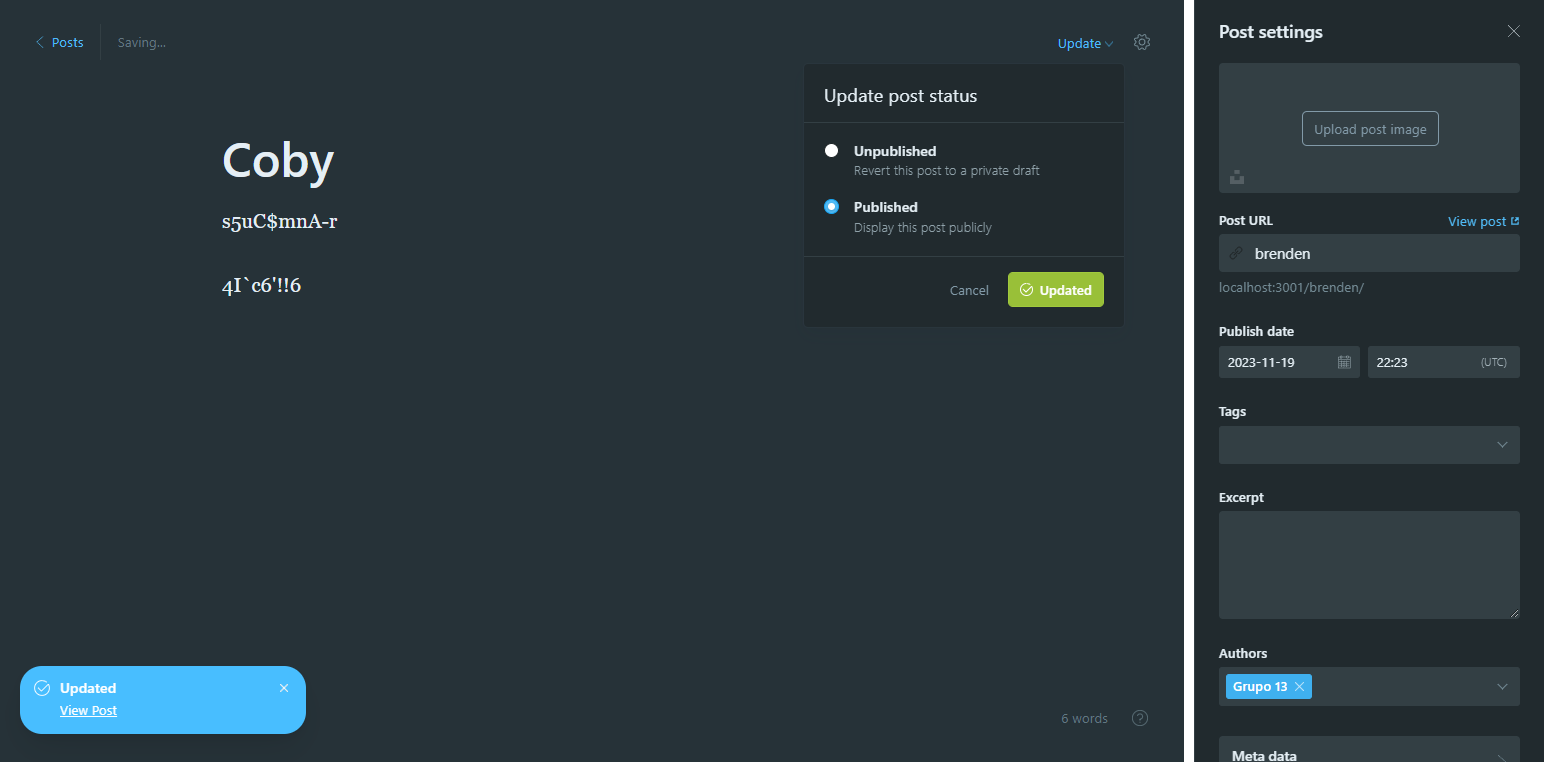 Posts
Saving...
Update
Update post status
Unpublished
Revert this post to a private draft
Published
Display this post publicly
Cancel
Updated
Coby
s5uC$mnA-r
4I`c6'!!6
Updated
View Post
6 words
Post settings
Upload post image
Post URL
View post
brenden
localhost:3001/brenden/
Publish date
2023-11-19
22:23
(UTC)
Tags
Excerpt
Authors
Grupo 13
Meta data